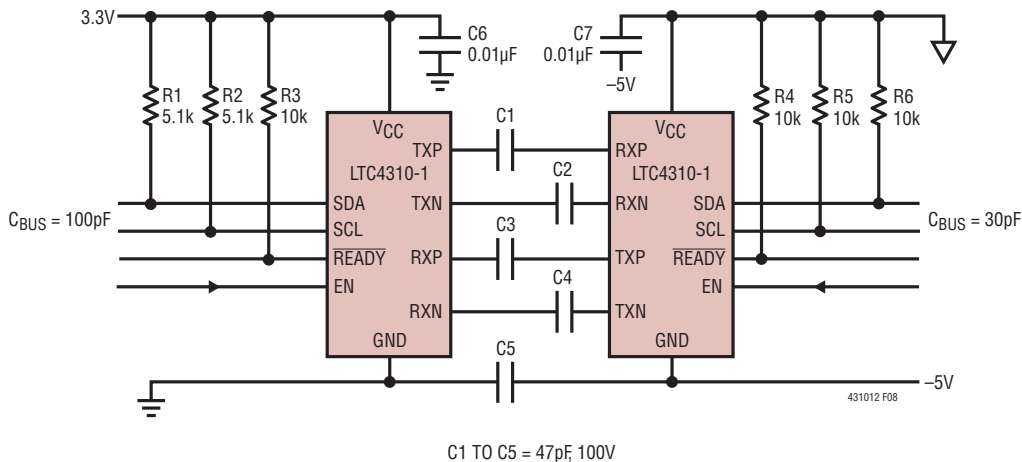 3.3V
C6
0.01µF
C7
0.01µF
–5V
R1
5.1k
R2
5.1k
R3
10k
R4
10k
R5
10k
R6
10k
VCC
LTC4310-1
TXP
TXN
RXP
RXN
SDA
SCL
READY
EN
GND
C1
C2
C3
C4
C5
VCC
LTC4310-1
RXP
RXN
TXP
TXN
SDA
SCL
READY
EN
GND
CBUS = 100pF
CBUS = 30pF
–5V
431012 F08
C1 TO C5 = 47pF, 100V